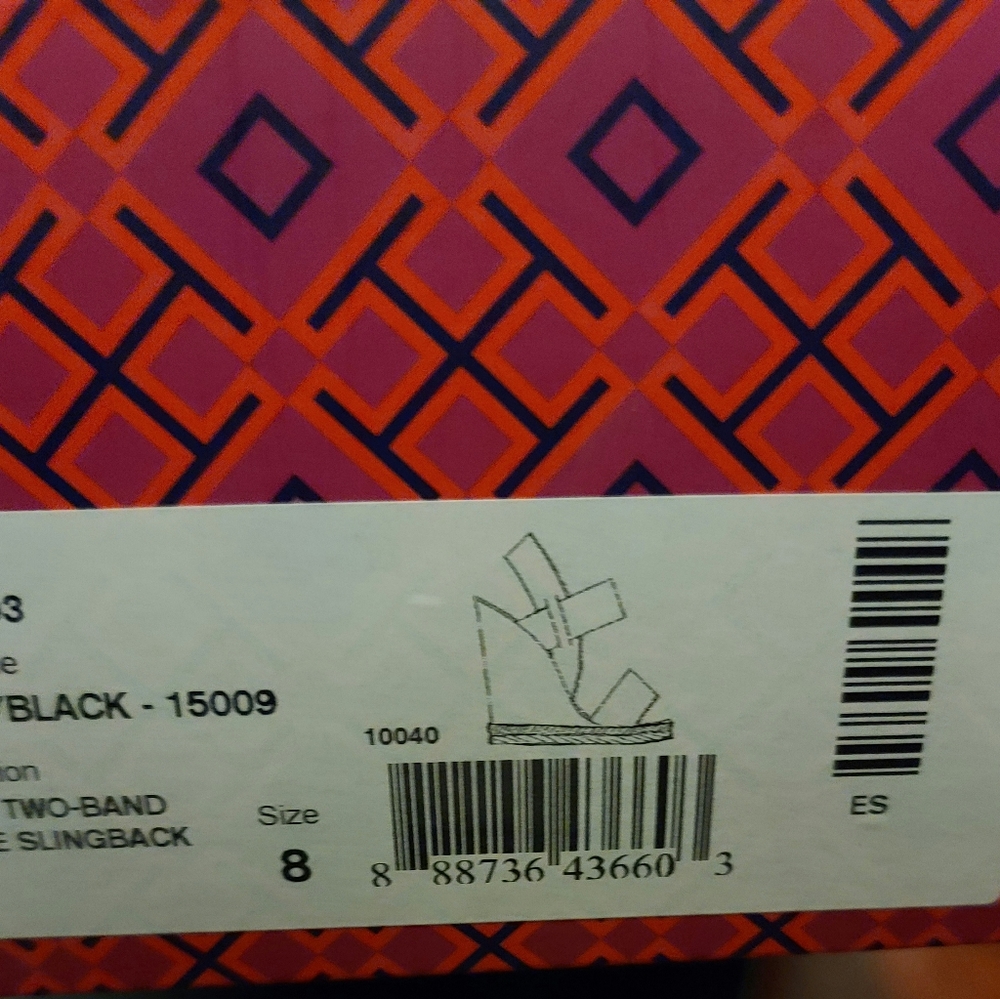 3
e
/BLACK - 15009
ion
TWO-BAND
E SLINGBACK
Size
8
10040
8 88736 43660 3
ES